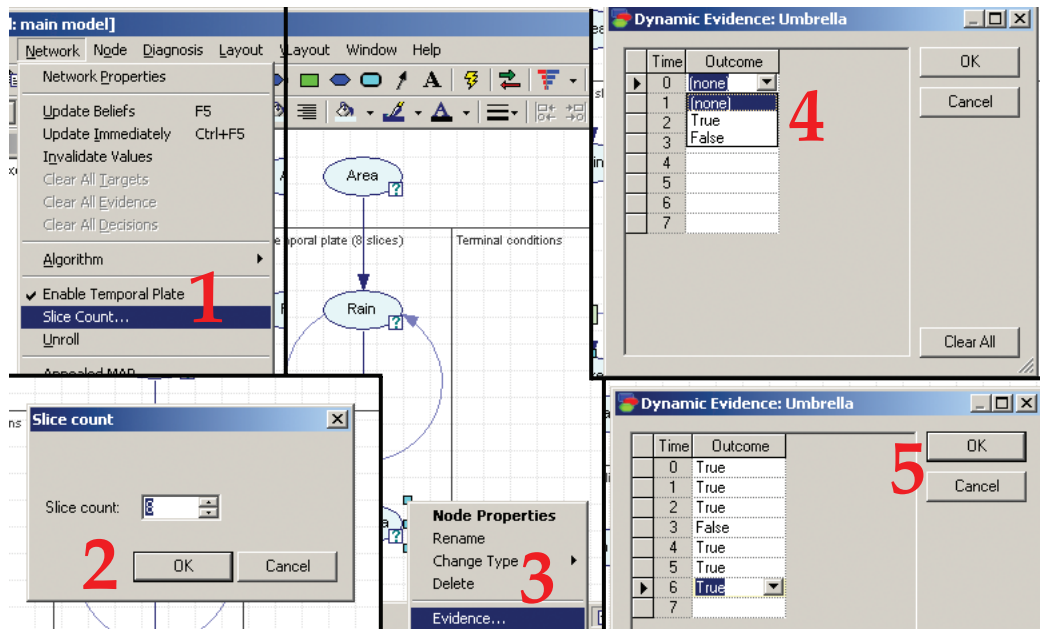 : main model]
Network Node Diagnosis Layout Window Help
Network Properties
Update Beliefs F5
Update Immediately Ctrl+F5
Invalidate Values
Clear All Targets
Clear All Evidence
Clear All Decisions
Algorithm
Enable Temporal Plate
Slice Count...
Unroll
1
Layout Window Help
A
Area
(8 slices)
Terminal conditions
Rain
Slice count
Slice count: 8
OK Cancel
2
Node Properties
Rename
Change Type
Delete
Evidence...
3
Dynamic Evidence: Umbrella
Time Outcome
0 (none)
1 (none)
2 True
3 False
4
5
6
7
OK
Cancel
Clear All
4
Dynamic Evidence: Umbrella
Time Outcome
0 True
1 True
2 True
3 False
4 True
5 True
6 True
7
OK
Cancel
5